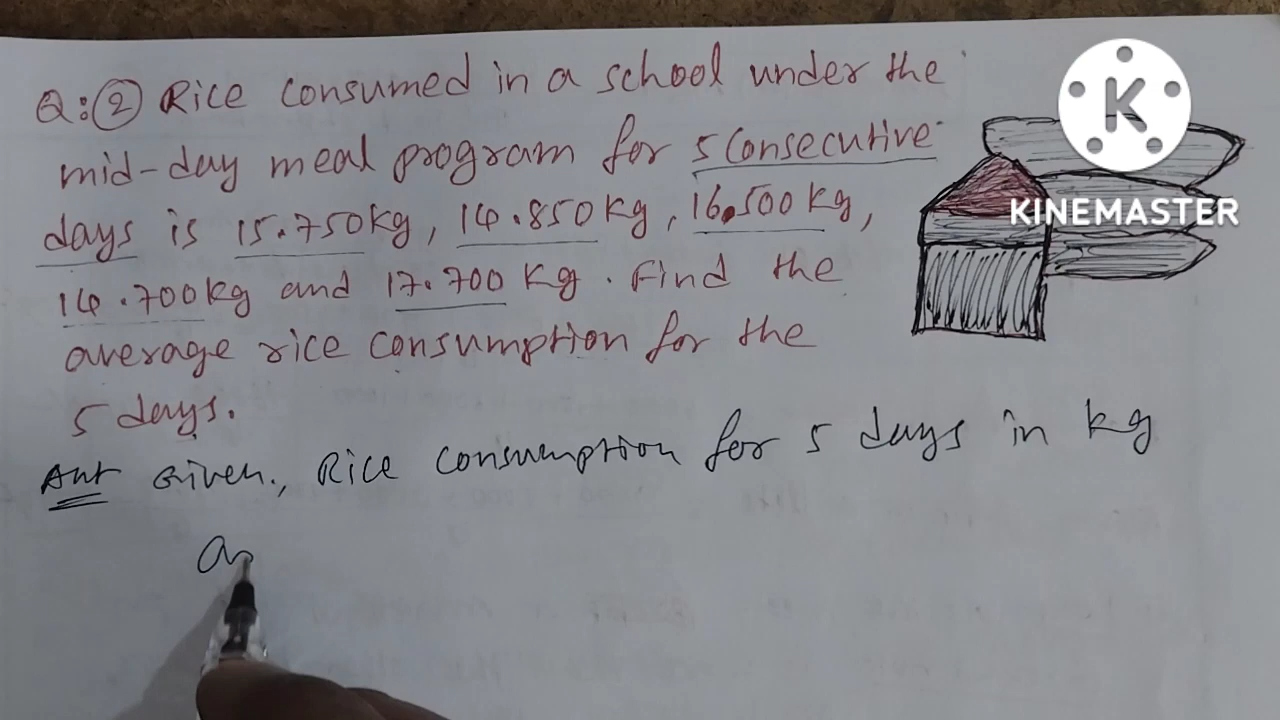 Q:② Rice consumed in a school under the
mid-day meal program for 5 Consecutive
days is 15.750kg, 14.850kg, 16.500kg,
14.700kg and 17.700 kg. Find the
average rice consumption for the
5 days.
Ans Given, Rice Consumption for 5 days in kg
K
KINEMASTER